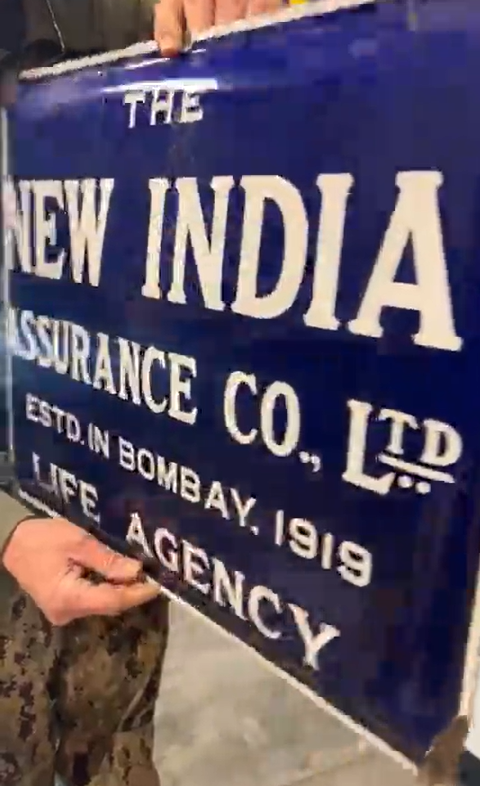 THE
NEW INDIA
ASSURANCE CO., LTD
ESTD. IN BOMBAY, 1919
LIFE AGENCY